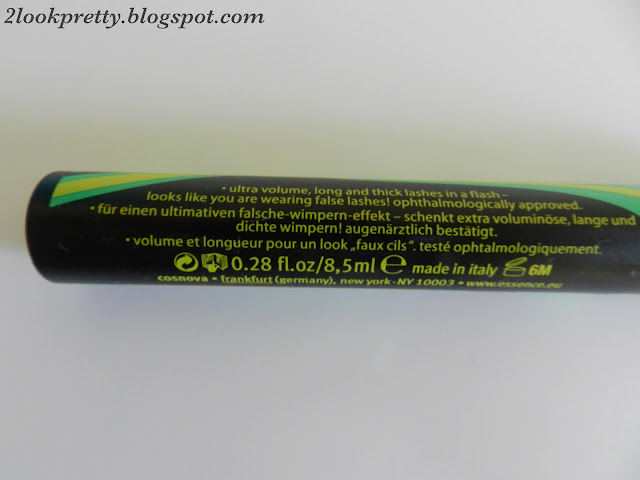 2lookpretty.blogspot.com
• ultra volume, long and thick lashes in a flash –
looks like you are wearing false lashes! ophthalmologically approved.
• für einen ultimativen falsche-wimpern-effekt – schenkt extra voluminöse, lange und
dichte wimpern! augenärztlich bestätigt.
• volume et longueur pour un look „faux cils“. testé ophtalmologiquement.
0.28 fl.oz/8,5ml ℮ made in italy 6M
cosnova • frankfurt (germany), new york-NY 10003 • www.essence.eu